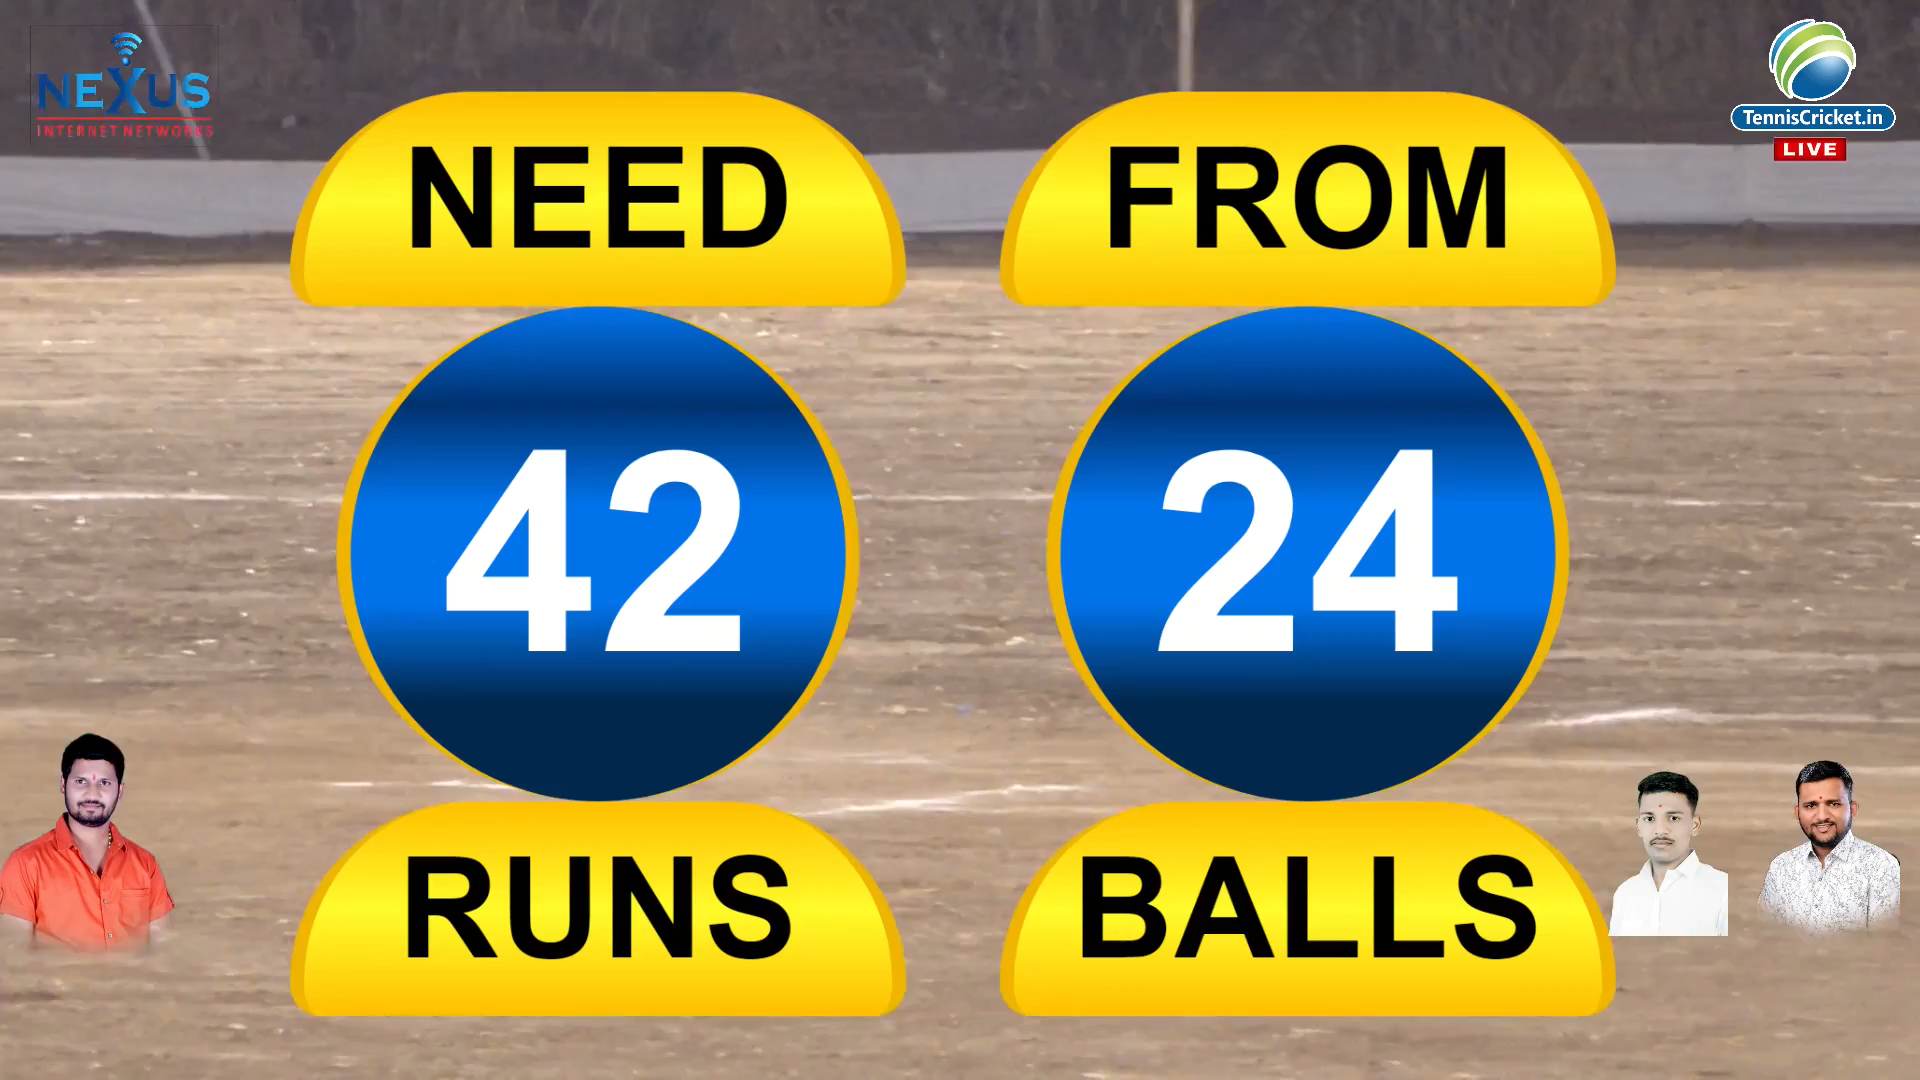 NEXUS
INTERNET NETWORKS
TennisCricket.in
LIVE
NEED
42
RUNS
FROM
24
BALLS